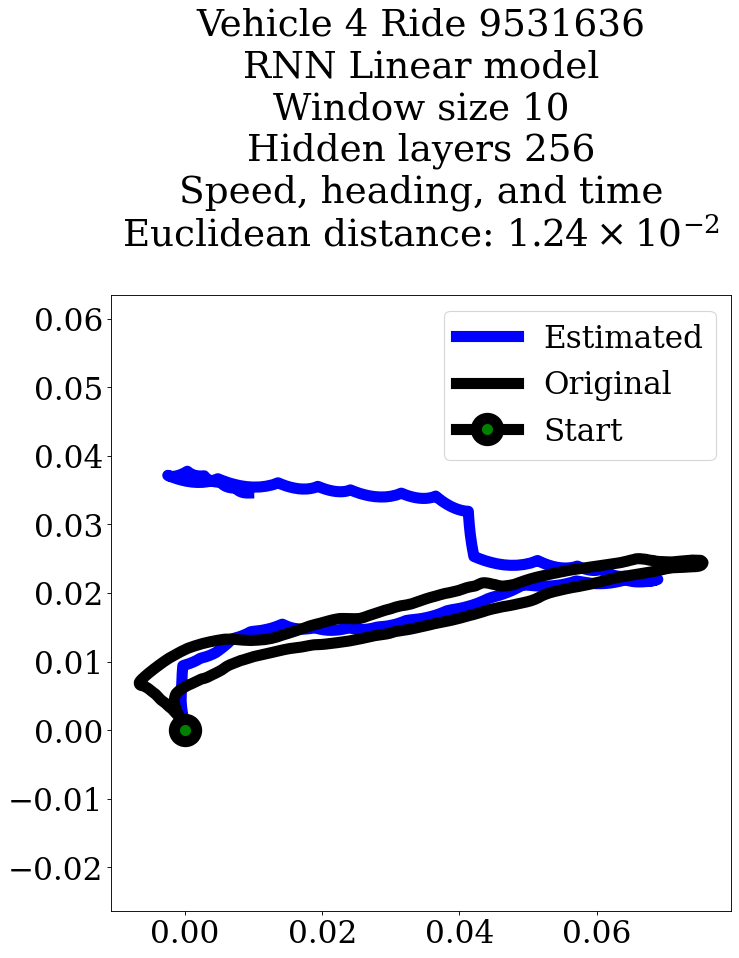 Vehicle 4 Ride 9531636
RNN Linear model
Window size 10
Hidden layers 256
Speed, heading, and time
Euclidean distance: 1.24 × 10⁻²
Estimated
Original
Start
0.06
0.05
0.04
0.03
0.02
0.01
0.00
−0.01
−0.02
0.00 0.02 0.04 0.06